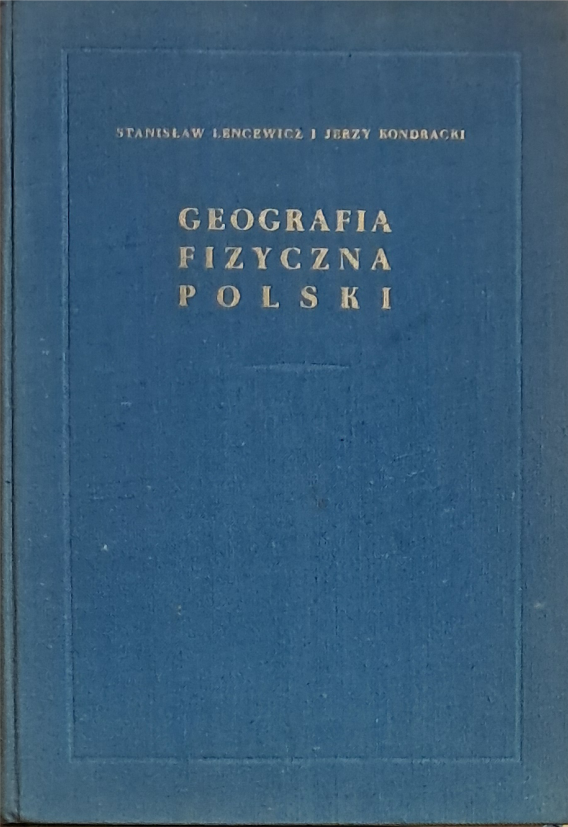 STANISŁAW LENCEWICZ I JERZY KONDRACKI
GEOGRAFIA
FIZYCZNA
POLSKI